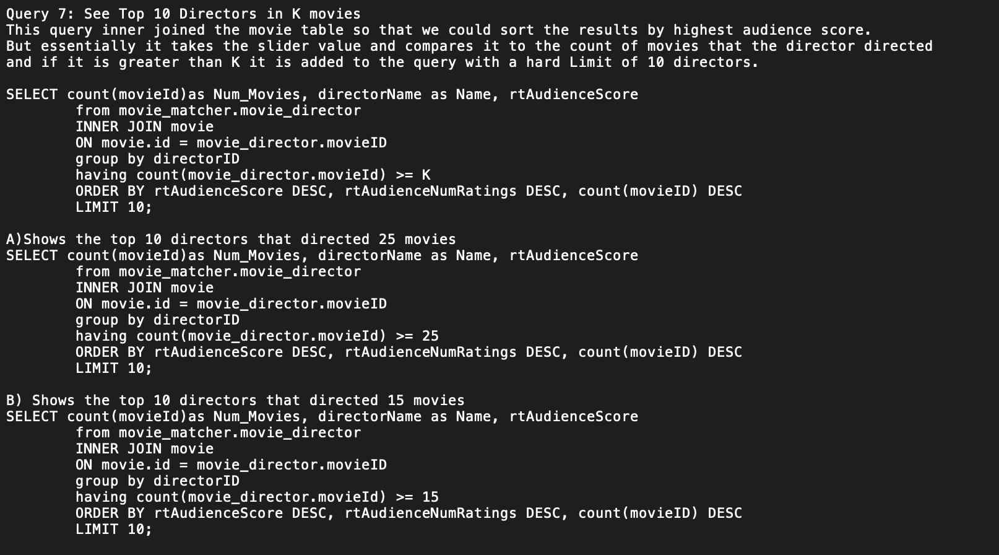 Query 7: See Top 10 Directors in K movies
This query inner joined the movie table so that we could sort the results by highest audience score.
But essentially it takes the slider value and compares it to the count of movies that the director directed
and if it is greater than K it is added to the query with a hard Limit of 10 directors.

SELECT count(movieId)as Num_Movies, directorName as Name, rtAudienceScore
        from movie_matcher.movie_director
        INNER JOIN movie
        ON movie.id = movie_director.movieID
        group by directorID
        having count(movie_director.movieId) >= K
        ORDER BY rtAudienceScore DESC, rtAudienceNumRatings DESC, count(movieID) DESC
        LIMIT 10;

A)Shows the top 10 directors that directed 25 movies
SELECT count(movieId)as Num_Movies, directorName as Name, rtAudienceScore
        from movie_matcher.movie_director
        INNER JOIN movie
        ON movie.id = movie_director.movieID
        group by directorID
        having count(movie_director.movieId) >= 25
        ORDER BY rtAudienceScore DESC, rtAudienceNumRatings DESC, count(movieID) DESC
        LIMIT 10;

B) Shows the top 10 directors that directed 15 movies
SELECT count(movieId)as Num_Movies, directorName as Name, rtAudienceScore
        from movie_matcher.movie_director
        INNER JOIN movie
        ON movie.id = movie_director.movieID
        group by directorID
        having count(movie_director.movieId) >= 15
        ORDER BY rtAudienceScore DESC, rtAudienceNumRatings DESC, count(movieID) DESC
        LIMIT 10;